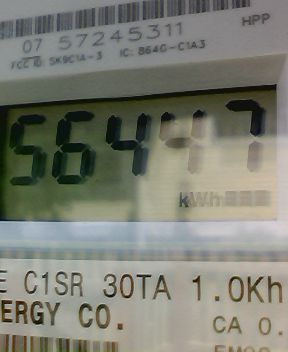 07 57245311
HPP
FCC ID: SK9C1A-3 IC: 864G-C1A3
56447
kWh
E C1SR 30TA 1.0Kh
ERGY CO.
CA 0.